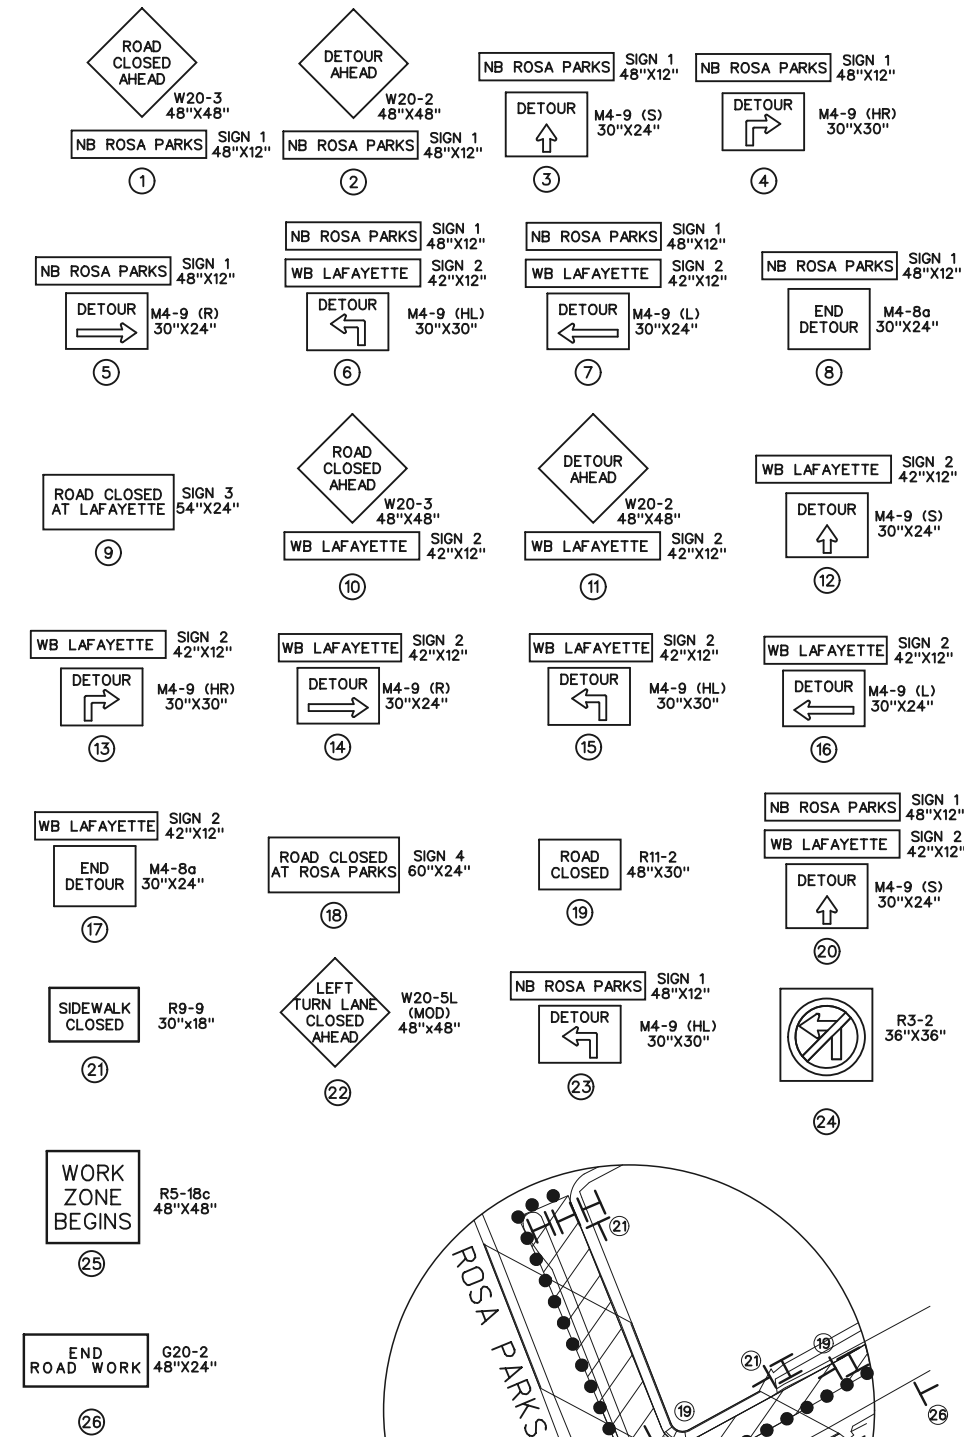 ROAD
CLOSED
AHEAD
W20-3
48"X48"
NB ROSA PARKS
SIGN 1
48"X12"
1
DETOUR
AHEAD
W20-2
48"X48"
NB ROSA PARKS
SIGN 1
48"X12"
2
NB ROSA PARKS
SIGN 1
48"X12"
DETOUR
M4-9 (S)
30"X24"
3
NB ROSA PARKS
SIGN 1
48"X12"
DETOUR
M4-9 (HR)
30"X30"
4
NB ROSA PARKS
SIGN 1
48"X12"
DETOUR
M4-9 (R)
30"X24"
5
NB ROSA PARKS
SIGN 1
48"X12"
WB LAFAYETTE
SIGN 2
42"X12"
DETOUR
M4-9 (HL)
30"X30"
6
NB ROSA PARKS
SIGN 1
48"X12"
WB LAFAYETTE
SIGN 2
42"X12"
DETOUR
M4-9 (L)
30"X24"
7
NB ROSA PARKS
SIGN 1
48"X12"
END
DETOUR
M4-8a
30"X24"
8
ROAD CLOSED
AT LAFAYETTE
SIGN 3
54"X24"
9
ROAD
CLOSED
AHEAD
W20-3
48"X48"
WB LAFAYETTE
SIGN 2
42"X12"
10
DETOUR
AHEAD
W20-2
48"X48"
WB LAFAYETTE
SIGN 2
42"X12"
11
WB LAFAYETTE
SIGN 2
42"X12"
DETOUR
M4-9 (S)
30"X24"
12
WB LAFAYETTE
SIGN 2
42"X12"
DETOUR
M4-9 (HR)
30"X30"
13
WB LAFAYETTE
SIGN 2
42"X12"
DETOUR
M4-9 (R)
30"X24"
14
WB LAFAYETTE
SIGN 2
42"X12"
DETOUR
M4-9 (HL)
30"X30"
15
WB LAFAYETTE
SIGN 2
42"X12"
DETOUR
M4-9 (L)
30"X24"
16
WB LAFAYETTE
SIGN 2
42"X12"
END
DETOUR
M4-8a
30"X24"
17
ROAD CLOSED
AT ROSA PARKS
SIGN 4
60"X24"
18
ROAD
CLOSED
R11-2
48"X30"
19
NB ROSA PARKS
SIGN 1
48"X12"
WB LAFAYETTE
SIGN 2
42"X12"
DETOUR
M4-9 (S)
30"X24"
20
SIDEWALK
CLOSED
R9-9
30"x18"
21
LEFT
TURN LANE
CLOSED
AHEAD
W20-5L
(MOD)
48"x48"
22
NB ROSA PARKS
SIGN 1
48"X12"
DETOUR
M4-9 (HL)
30"X30"
23
R3-2
36"X36"
24
WORK
ZONE
BEGINS
R5-18c
48"X48"
25
END
ROAD WORK
G20-2
48"X24"
26
ROSA PARKS
21
21
19
19
26